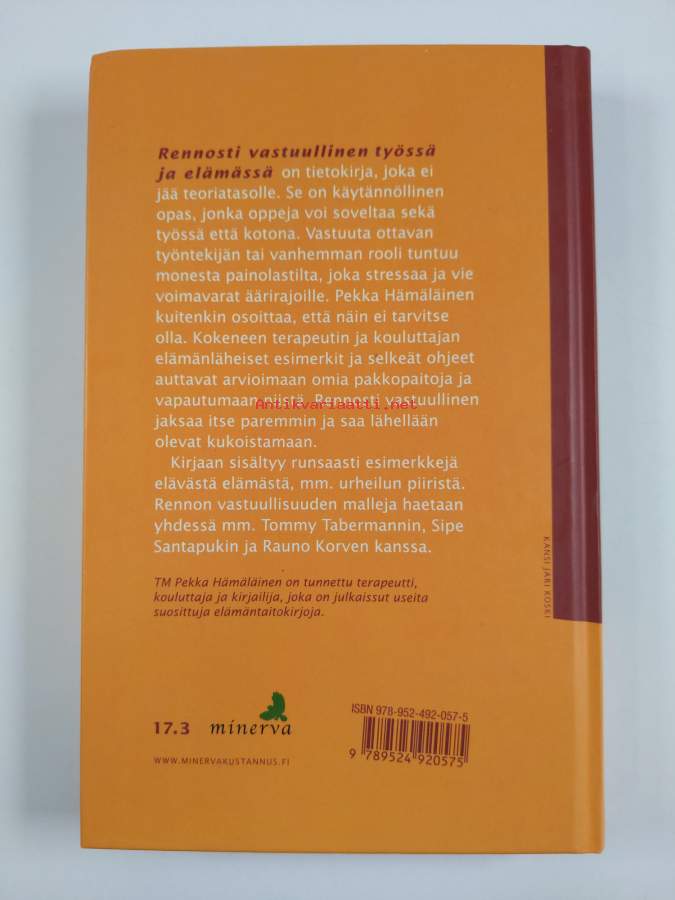 Rennosti vastuullinen työssä
ja elämässä on tietokirja, joka ei
jää teoriatasolle. Se on käytännöllinen
opas, jonka oppeja voi soveltaa sekä
työssä että kotona. Vastuuta ottavan
työntekijän tai vanhemman rooli tuntuu
monesta painolastilta, joka stressaa ja vie
voimavarat äärirajoille. Pekka Hämäläinen
kuitenkin osoittaa, että näin ei tarvitse
olla. Kokeneen terapeutin ja kouluttajan
elämänläheiset esimerkit ja selkeät ohjeet
auttavat arvioimaan omia pakkopaitoja ja
vapautumaan niistä. Rennosti vastuullinen
Antikvariaatti.net
jaksaa itse paremmin ja saa lähellään
olevat kukoistamaan.
Kirjaan sisältyy runsaasti esimerkkejä
elävästä elämästä, mm. urheilun piiristä.
Rennon vastuullisuuden malleja haetaan
yhdessä mm. Tommy Tabermannin, Sipe
Santapukin ja Rauno Korven kanssa.
TM Pekka Hämäläinen on tunnettu terapeutti,
kouluttaja ja kirjailija, joka on julkaissut useita
suosittuja elämäntaitokirjoja.
KANSI JARI KOSKI
17.3 minerva
WWW.MINERVAKUSTANNUS.FI
ISBN 978-952-492-057-5
9 789524 920575